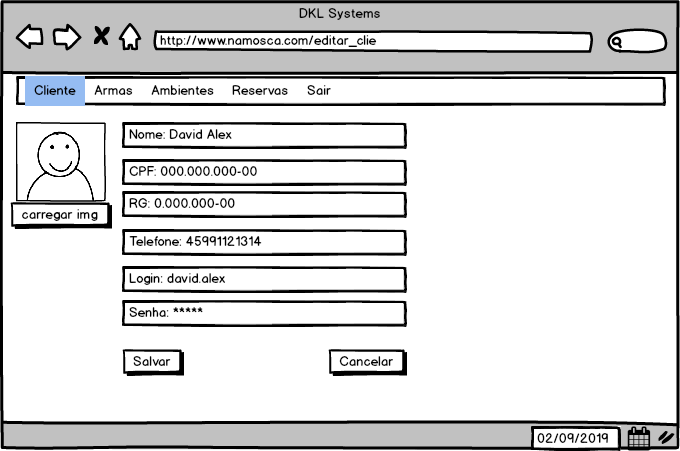 DKL Systems
http://www.namosca.com/editar_clie
Cliente Armas Ambientes Reservas Sair
Nome: David Alex
CPF: 000.000.000-00
RG: 0.000.000-00
carregar img
Telefone: 45991121314
Login: david.alex
Senha: *****
Salvar Cancelar
02/09/2019